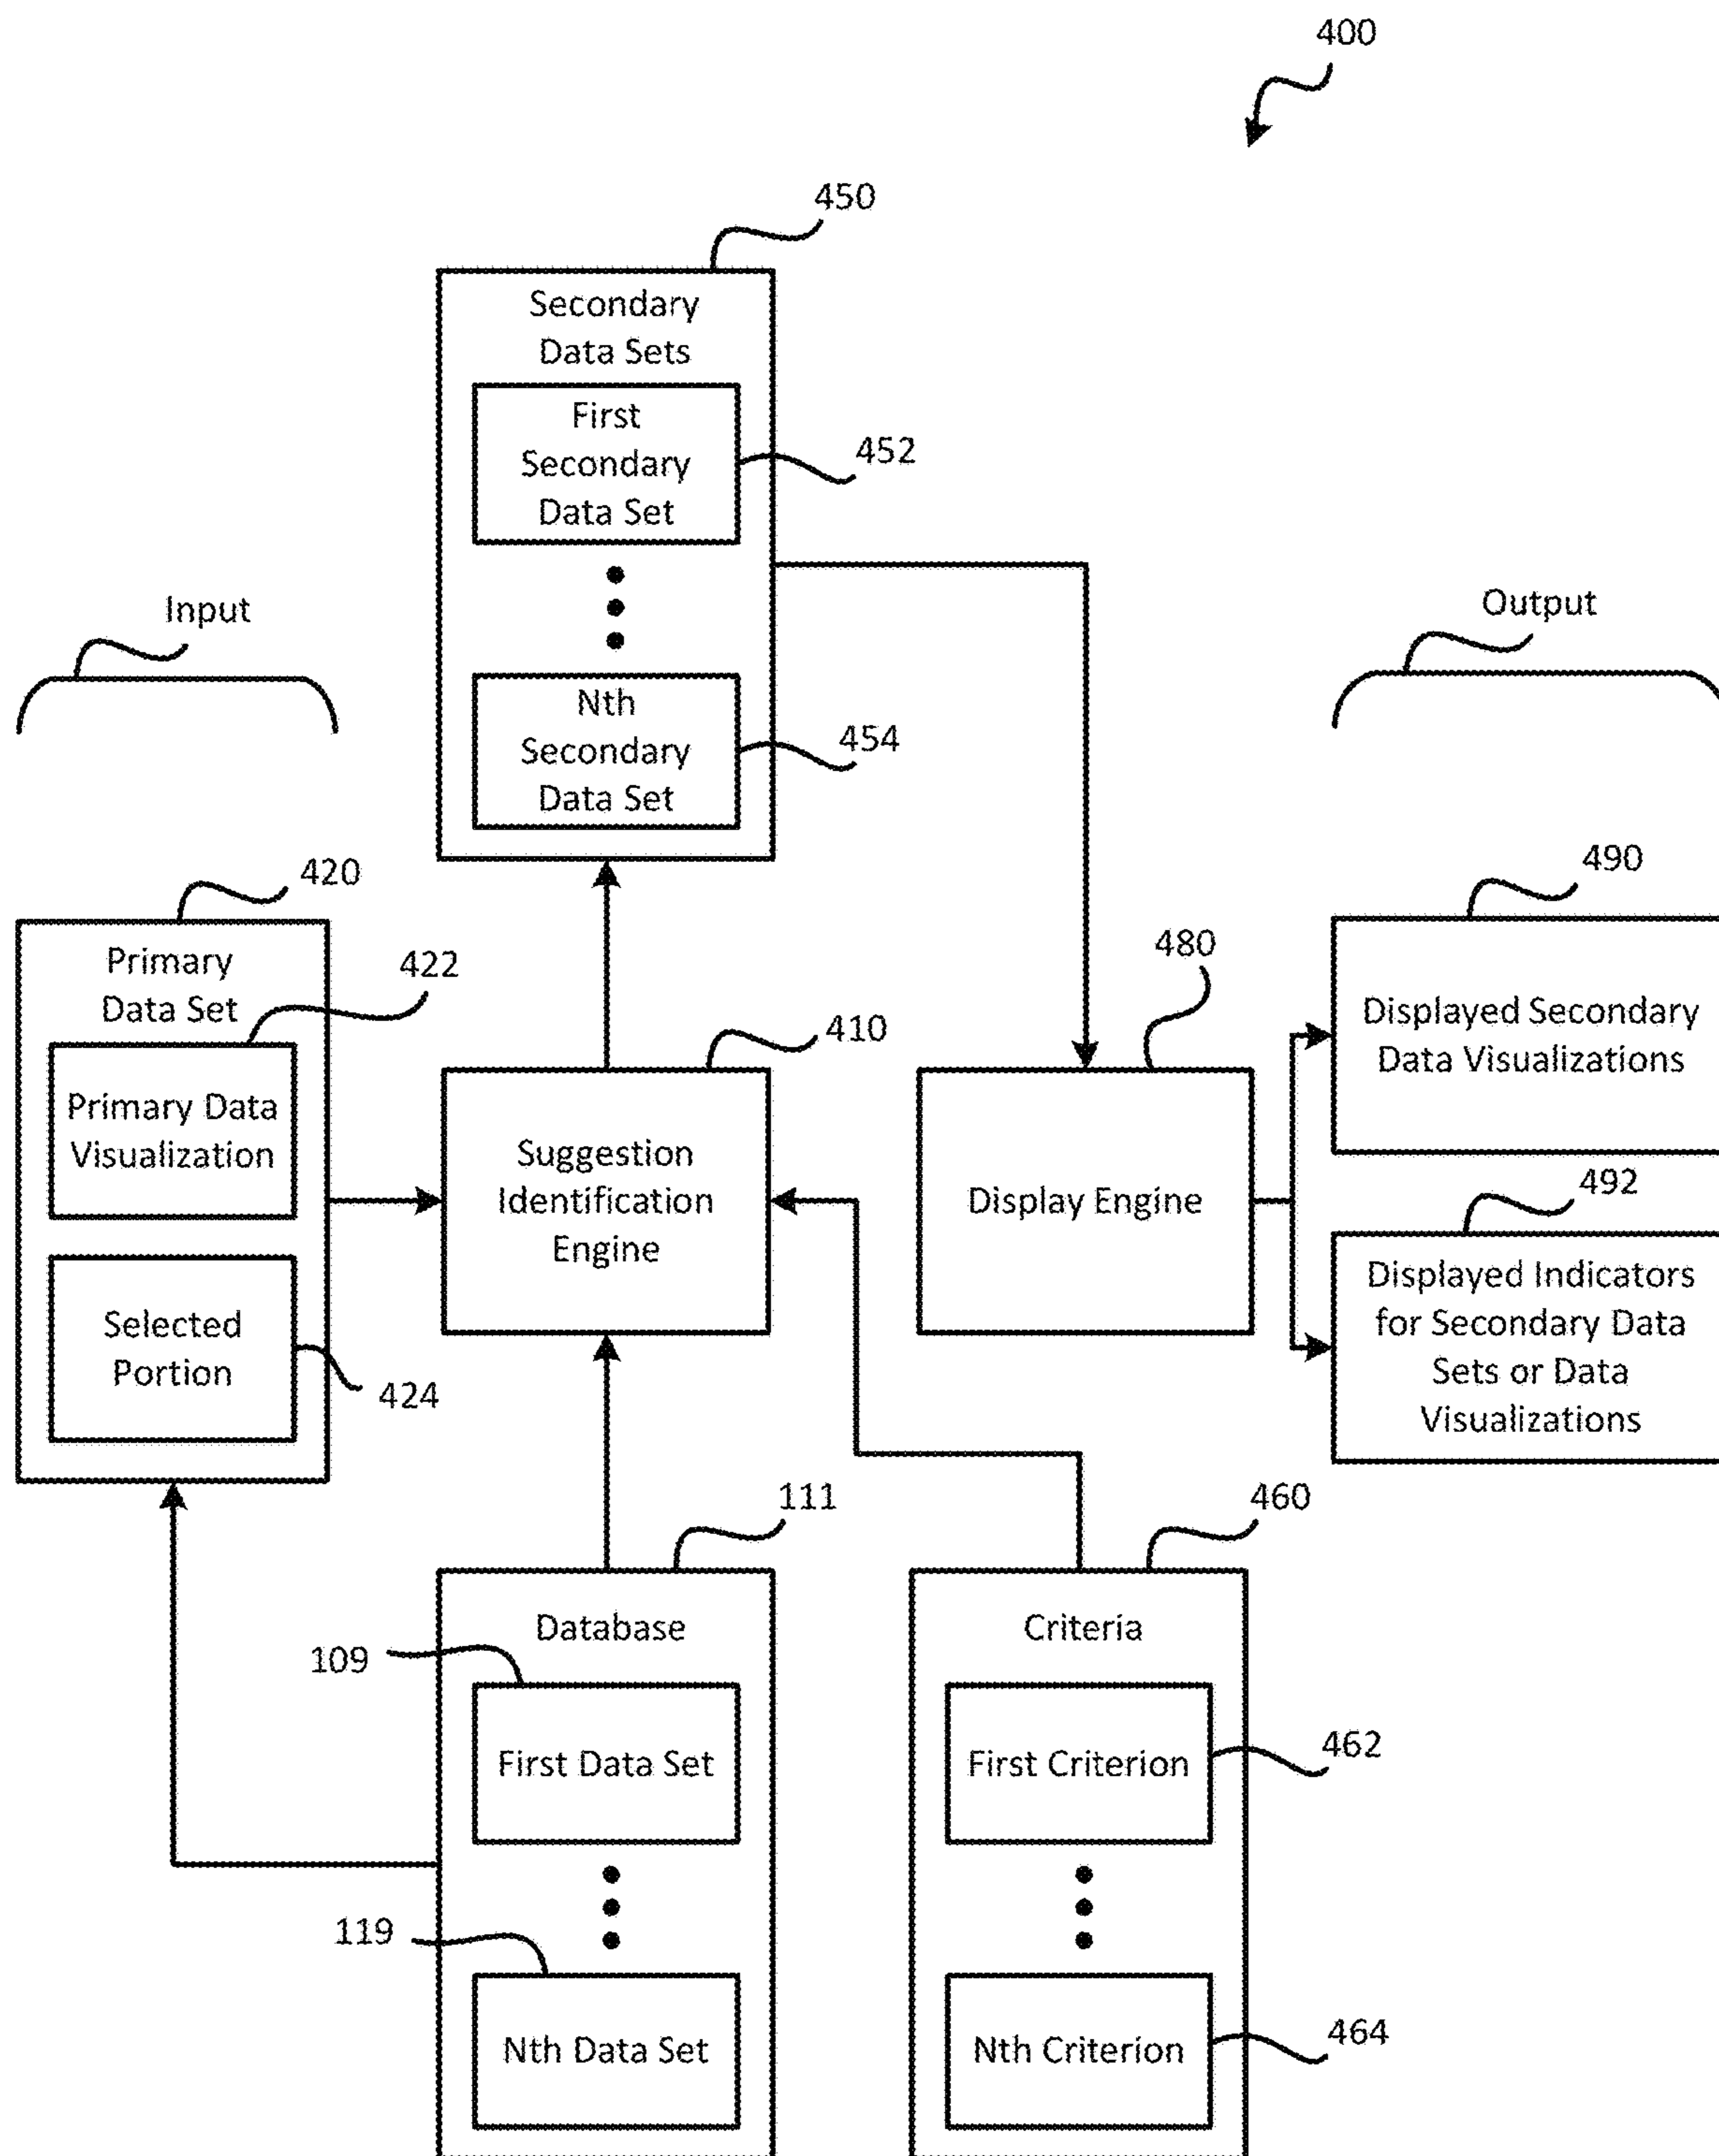 400
450
Secondary
Data Sets
First
Secondary
Data Set
452
Input
Output
Nth
Secondary
Data Set
454
420
490
Primary
Data Set
422
480
Displayed Secondary
Data Visualizations
410
Primary Data
Visualization
Suggestion
Identification
Engine
Display Engine
492
Displayed Indicators
for Secondary Data
Sets or Data
Visualizations
Selected
Portion
424
111
460
Database
Criteria
109
First Data Set
First Criterion
462
119
Nth Data Set
Nth Criterion
464